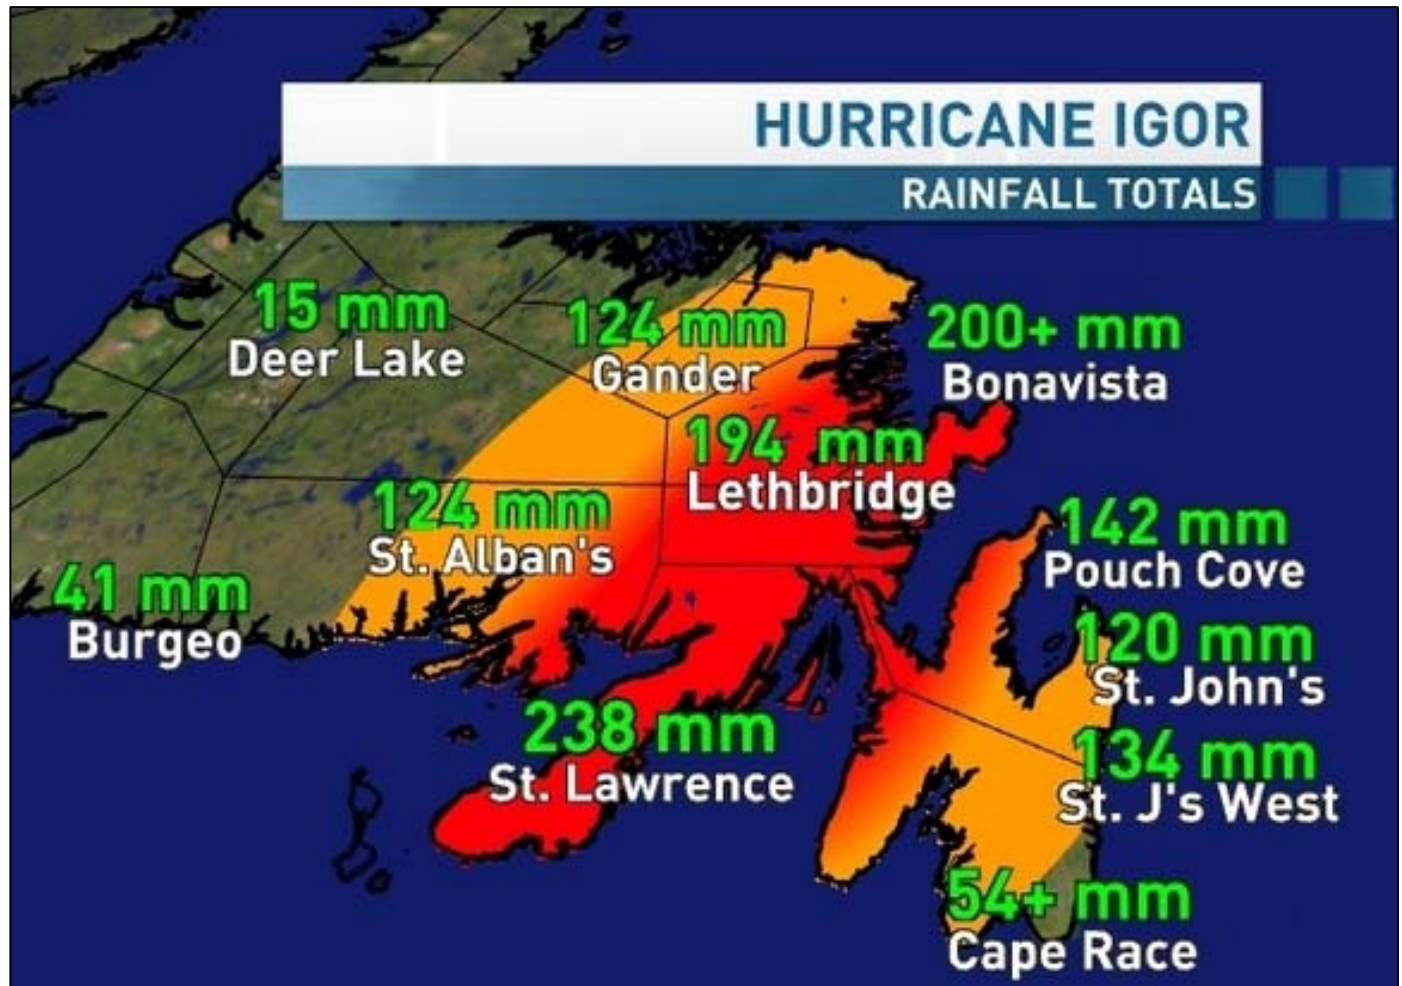 HURRICANE IGOR
RAINFALL TOTALS
15 mm
Deer Lake
124 mm
Gander
200+ mm
Bonavista
194 mm
Lethbridge
124 mm
St. Alban's
142 mm
Pouch Cove
41 mm
Burgeo
120 mm
St. John's
238 mm
St. Lawrence
134 mm
St. J's West
54+ mm
Cape Race